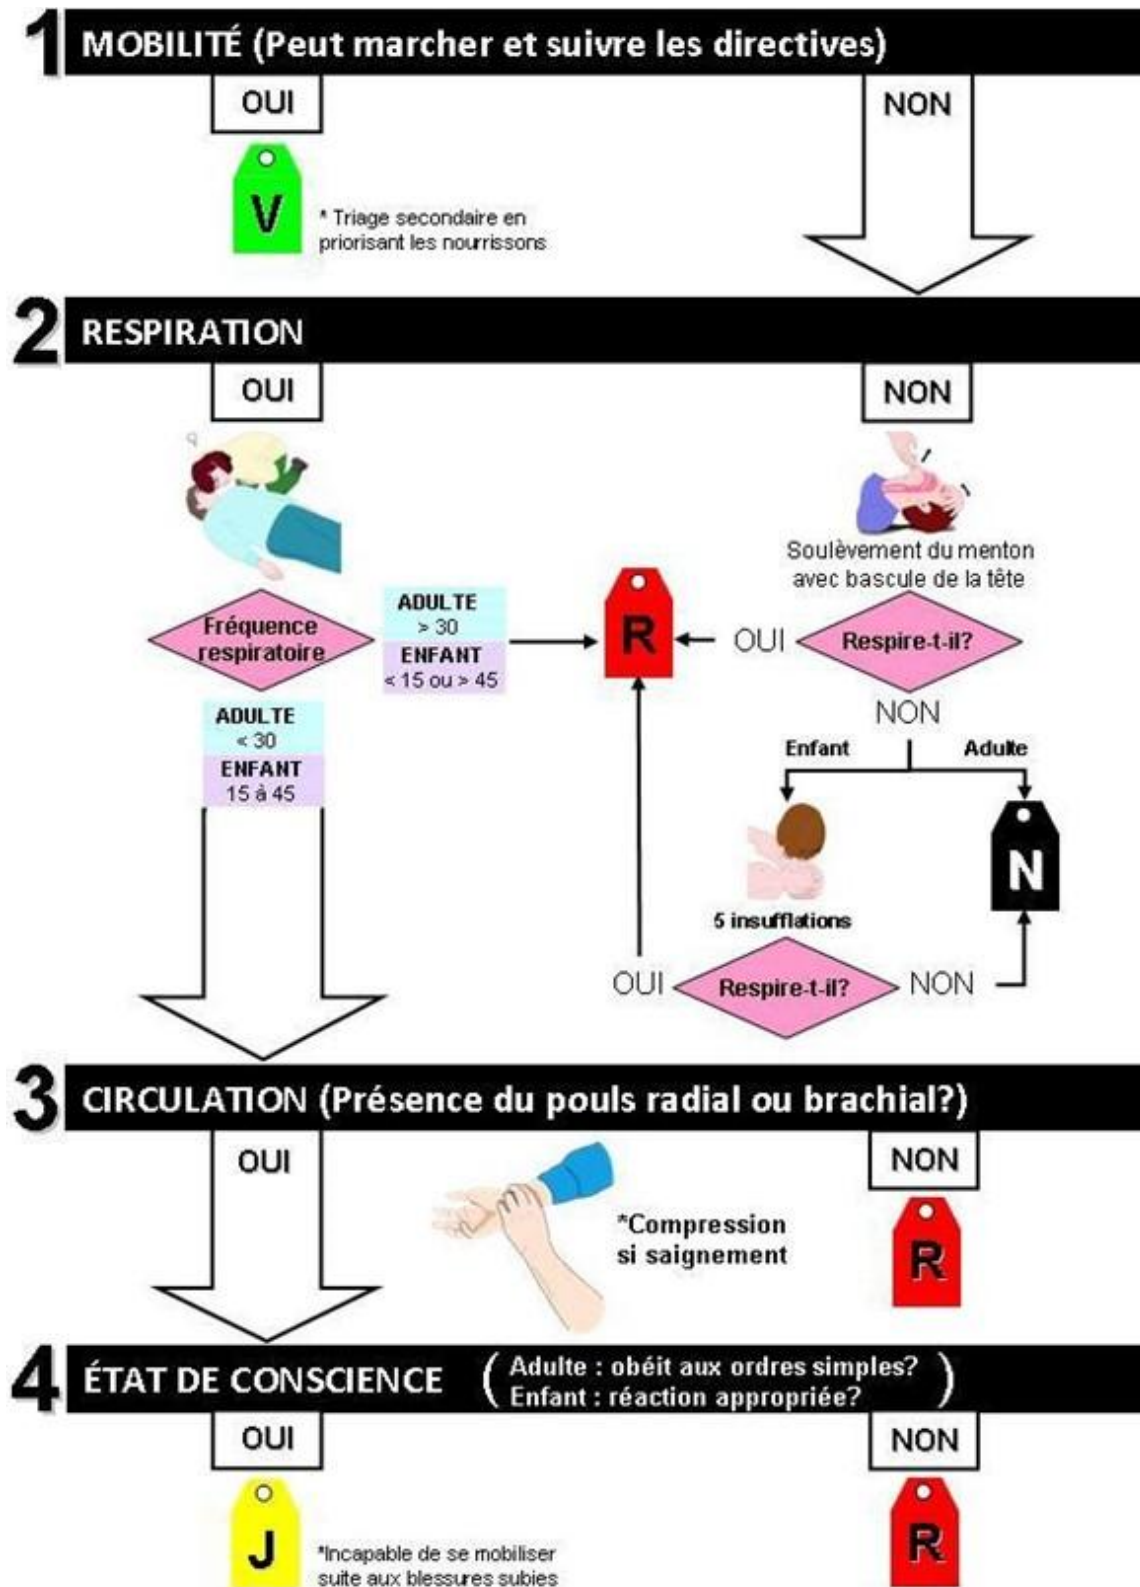 1 MOBILITÉ (Peut marcher et suivre les directives)
OUI
NON
V
* Triage secondaire en
priorisant les nourrissons
2 RESPIRATION
OUI
NON
Soulèvement du menton
avec bascule de la tête
Fréquence
respiratoire
ADULTE
> 30
ENFANT
< 15 ou > 45
R
OUI
Respire-t-il?
NON
ADULTE
< 30
ENFANT
15 à 45
Enfant
Adulte
N
5 insufflations
OUI
Respire-t-il?
NON
3 CIRCULATION (Présence du pouls radial ou brachial?)
OUI
NON
*Compression
si saignement
R
4 ÉTAT DE CONSCIENCE (Adulte : obéit aux ordres simples?
Enfant : réaction appropriée?)
OUI
NON
J
*Incapable de se mobiliser
suite aux blessures subies
R